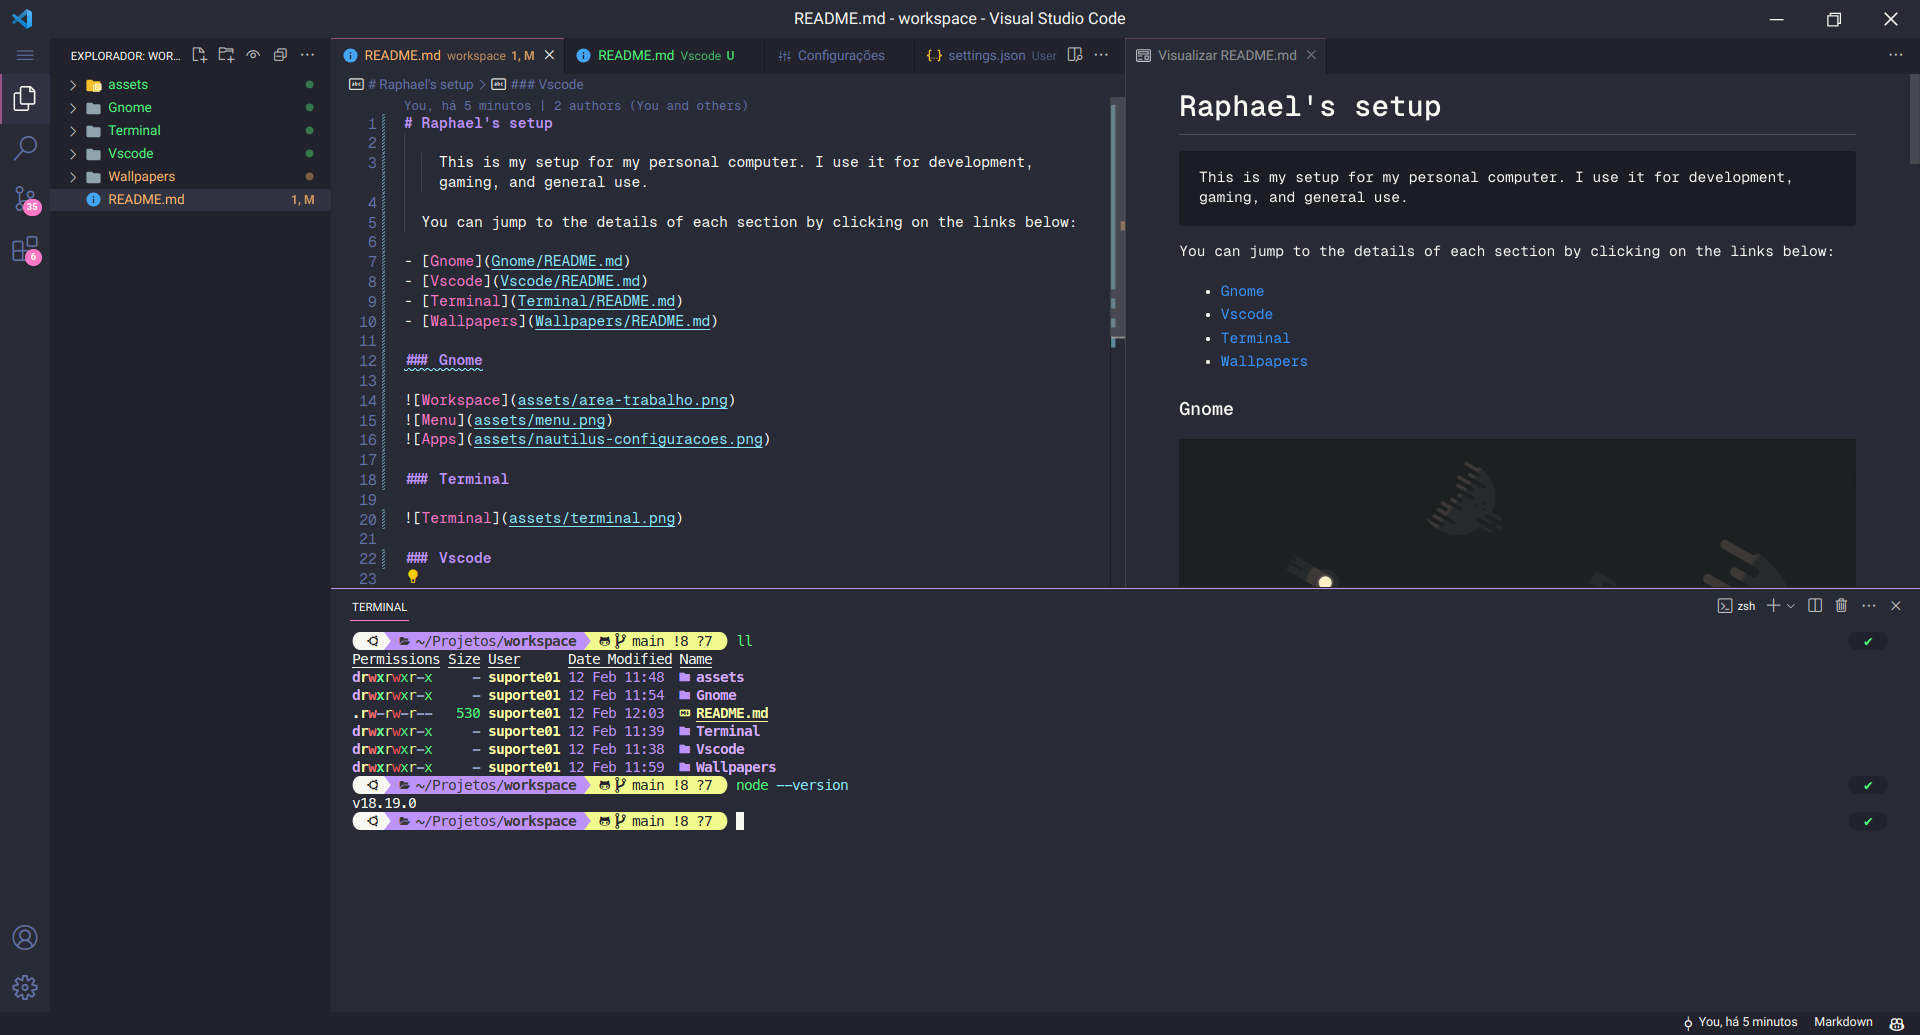 README.md - workspace - Visual Studio Code
EXPLORADOR: WOR...
assets
Gnome
Terminal
Vscode
Wallpapers
README.md 1, M
35
6
README.md workspace 1, M
README.md Vscode U
Configurações
settings.json User
# Raphael's setup > ### Vscode
You, há 5 minutos | 2 authors (You and others)
1 # Raphael's setup
2
3 This is my setup for my personal computer. I use it for development,
gaming, and general use.
4
5 You can jump to the details of each section by clicking on the links below:
6
7 - [Gnome](Gnome/README.md)
8 - [Vscode](Vscode/README.md)
9 - [Terminal](Terminal/README.md)
10 - [Wallpapers](Wallpapers/README.md)
11
12 ### Gnome
13
14 ![Workspace](assets/area-trabalho.png)
15 ![Menu](assets/menu.png)
16 ![Apps](assets/nautilus-configuracoes.png)
17
18 ### Terminal
19
20 ![Terminal](assets/terminal.png)
21
22 ### Vscode
23
Visualizar README.md
Raphael's setup
This is my setup for my personal computer. I use it for development,
gaming, and general use.
You can jump to the details of each section by clicking on the links below:
• Gnome
• Vscode
• Terminal
• Wallpapers
Gnome
TERMINAL
zsh
~/Projetos/workspace main !8 ?7 ll
Permissions Size User Date Modified Name
drwxrwxr-x - suporte01 12 Feb 11:48 assets
drwxrwxr-x - suporte01 12 Feb 11:54 Gnome
.rw-rw-r-- 530 suporte01 12 Feb 12:03 README.md
drwxrwxr-x - suporte01 12 Feb 11:39 Terminal
drwxrwxr-x - suporte01 12 Feb 11:38 Vscode
drwxrwxr-x - suporte01 12 Feb 11:59 Wallpapers
~/Projetos/workspace main !8 ?7 node --version
v18.19.0
~/Projetos/workspace main !8 ?7
You, há 5 minutos Markdown